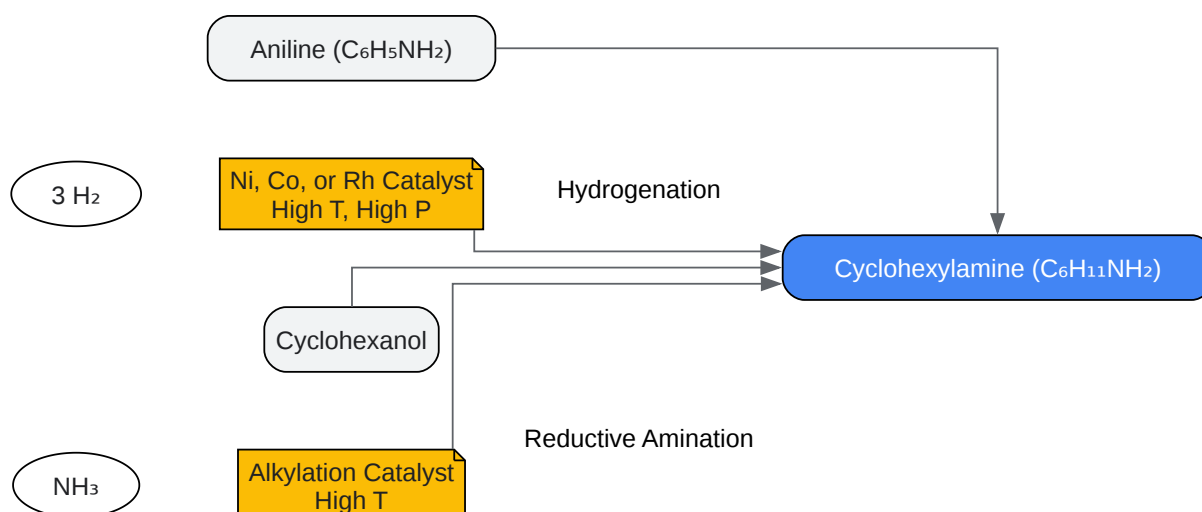 Aniline (C₆H₅NH₂)
3 H₂
Ni, Co, or Rh Catalyst
High T, High P
Hydrogenation
Cyclohexylamine (C₆H₁₁NH₂)
Cyclohexanol
Reductive Amination
NH₃
Alkylation Catalyst
High T